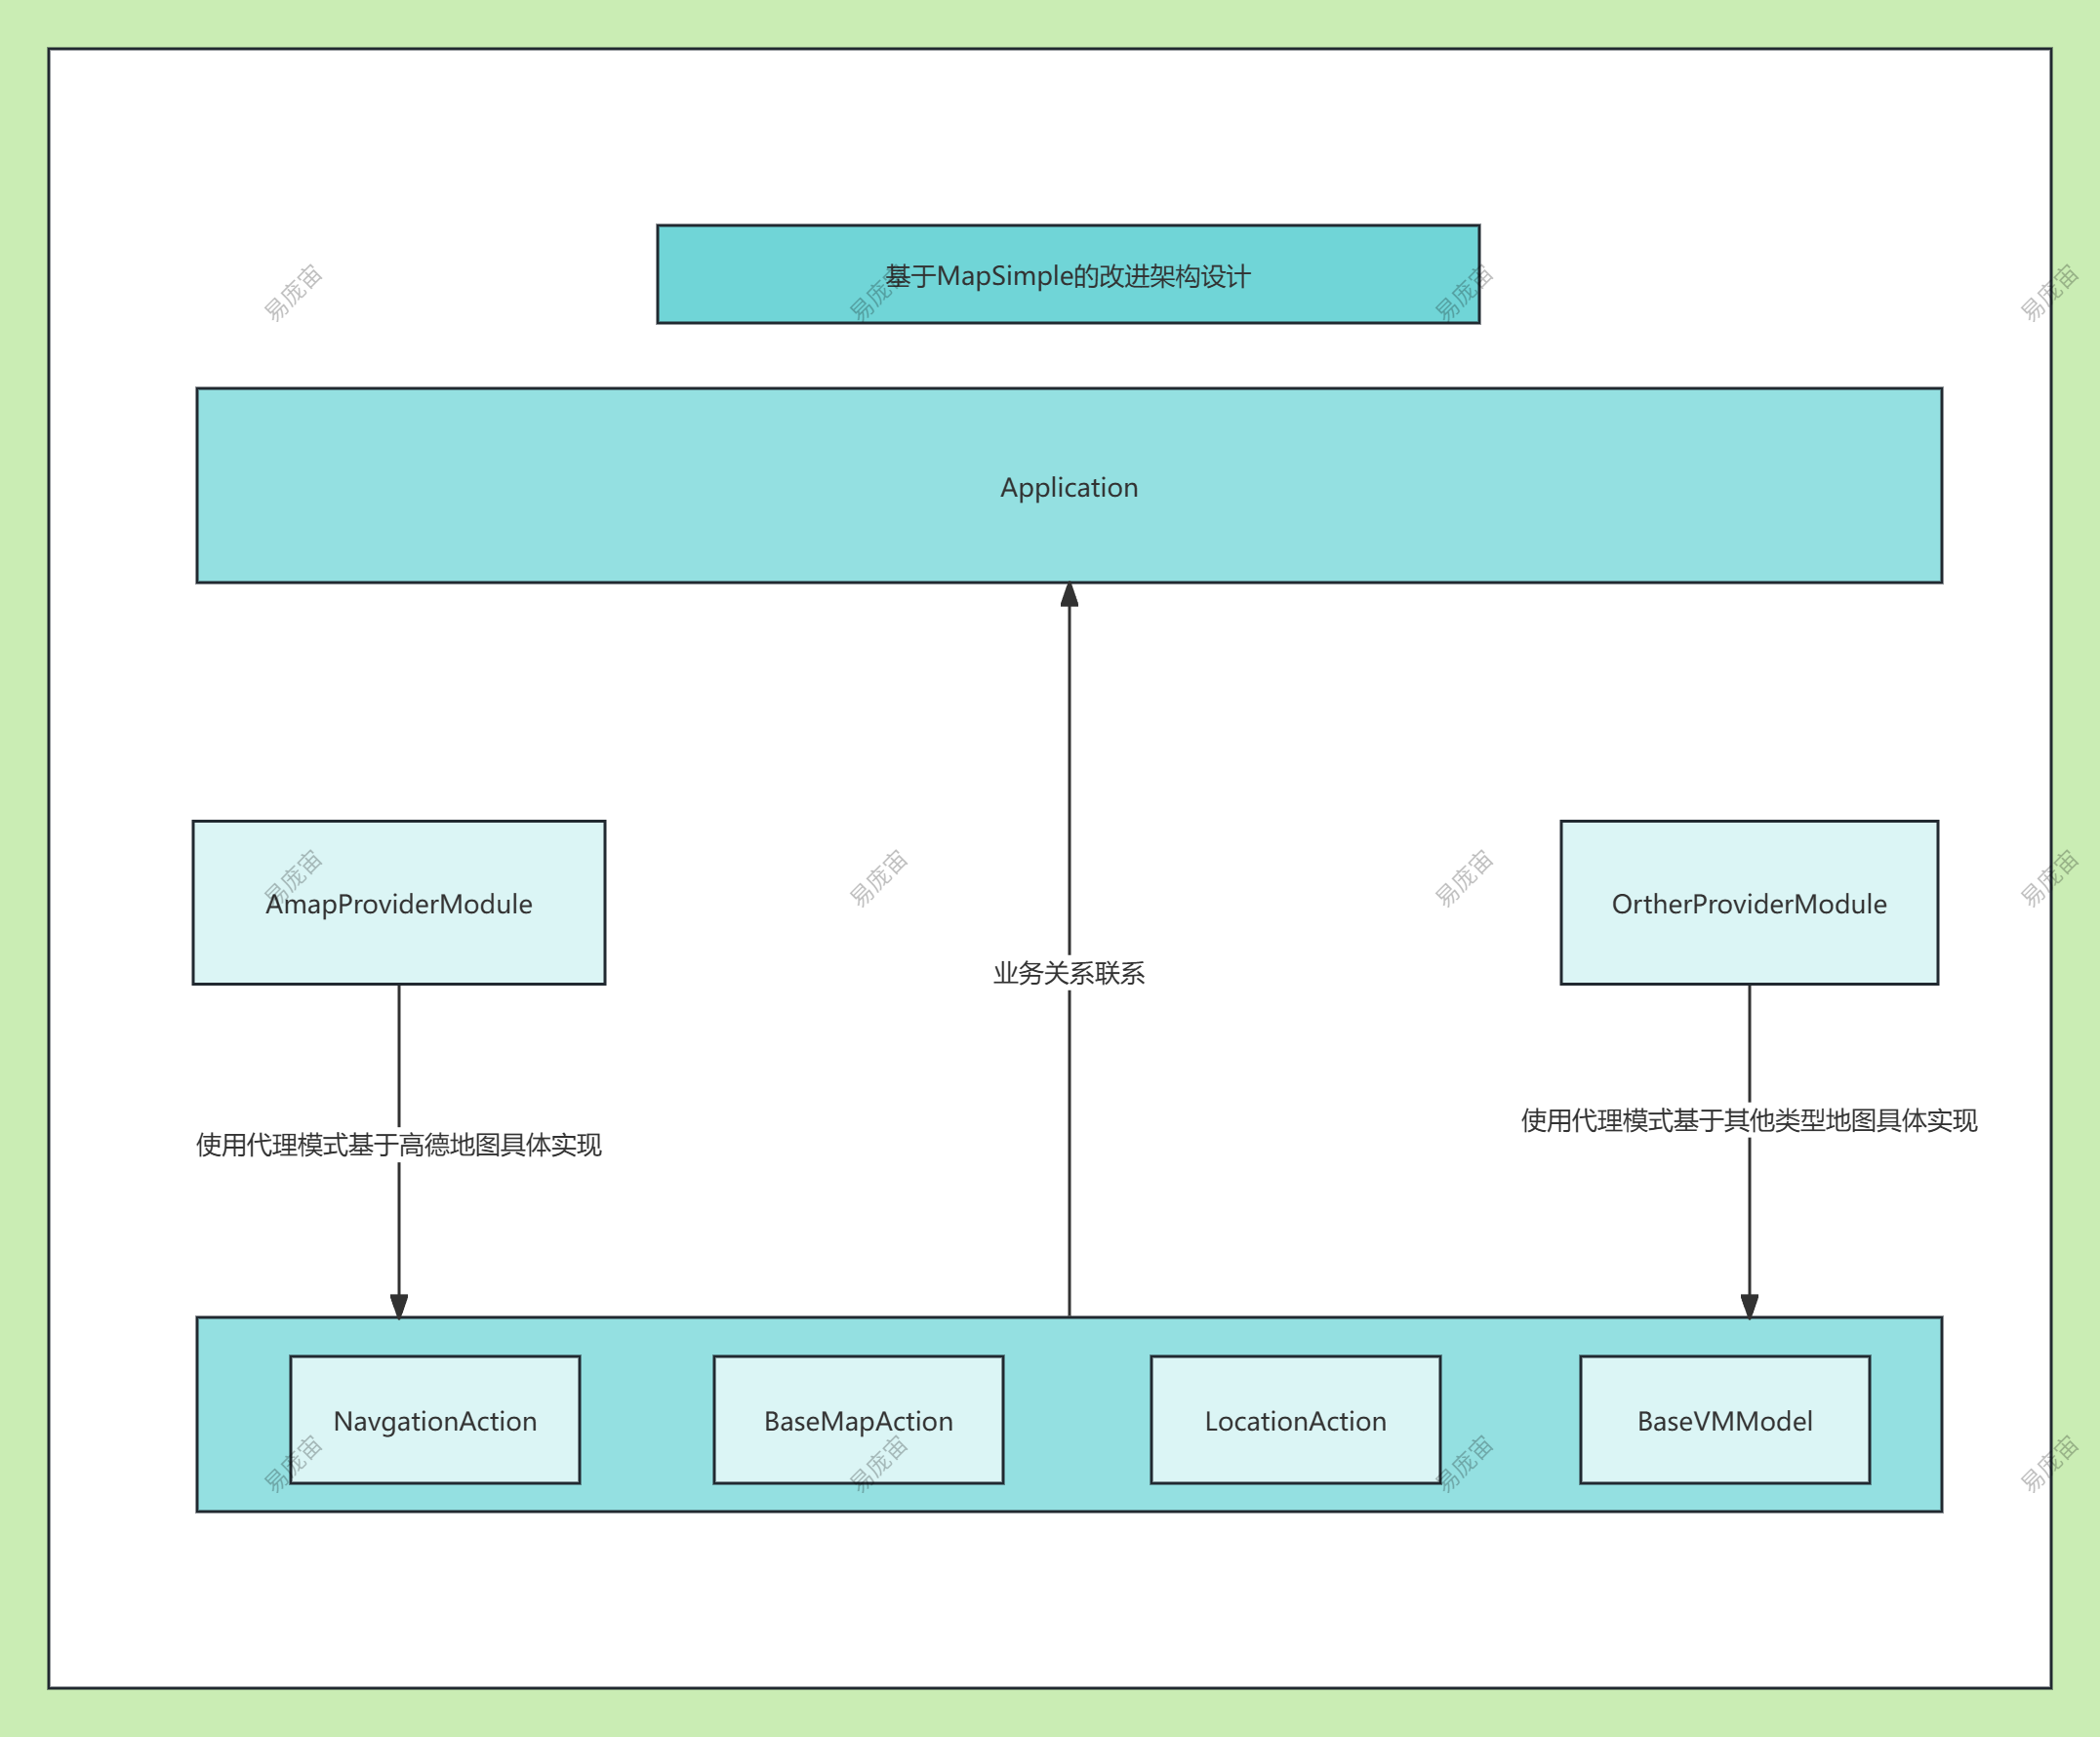 基于MapSimple的改进架构设计
Application
AmapProviderModule
OrtherProviderModule
业务关系联系
使用代理模式基于高德地图具体实现
使用代理模式基于其他类型地图具体实现
NavgationAction
BaseMapAction
LocationAction
BaseVMModel
易庞宙
易庞宙
易庞宙
易庞宙
易庞宙
易庞宙
易庞宙
易庞宙
易庞宙
易庞宙
易庞宙
易庞宙